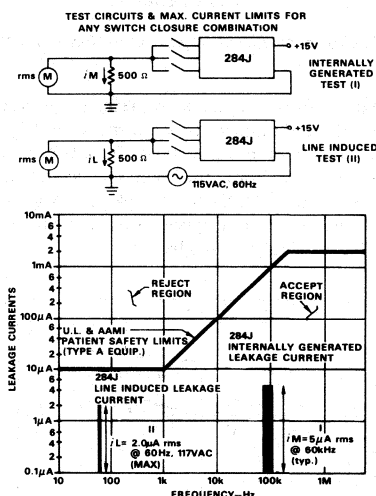 TEST CIRCUITS & MAX. CURRENT LIMITS FOR
ANY SWITCH CLOSURE COMBINATION
rms M
iM
500 Ω
284J
+15V
INTERNALLY
GENERATED
TEST (I)
rms M
iL
500 Ω
284J
+15V
LINE INDUCED
TEST (II)
115VAC, 60Hz
LEAKAGE CURRENTS
10mA
6
4
2
1mA
6
4
2
100µA
6
4
2
10µA
6
4
2
1µA
6
4
2
0.1µA
REJECT
REGION
ACCEPT
REGION
U.L. & AAMI
PATIENT SAFETY LIMITS
(TYPE A EQUIP.)
284J
INTERNALLY GENERATED
LEAKAGE CURRENT
284J
LINE INDUCED LEAKAGE
CURRENT
II
iL= 2.0µA rms
@ 60Hz, 117VAC
(MAX)
I
iM=5µA rms
@ 60kHz
(typ.)
10
100
1k
10k
100k
1M
FREQUENCY–Hz